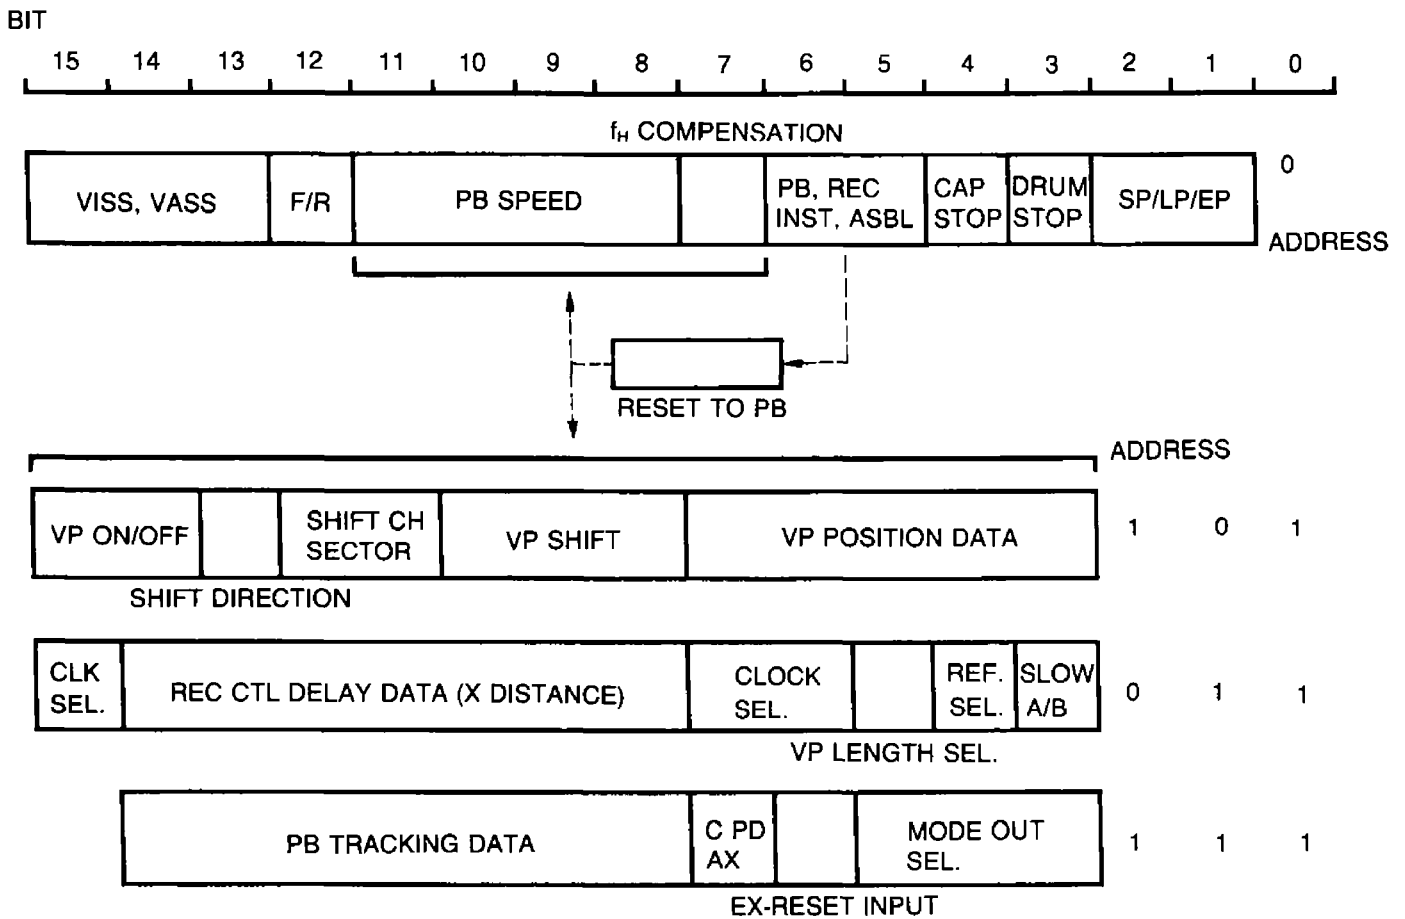 BIT
15 14 13 12 11 10 9 8 7 6 5 4 3 2 1 0
fH COMPENSATION
VISS, VASS F/R PB SPEED PB, REC INST, ASBL CAP STOP DRUM STOP SP/LP/EP 0
ADDRESS
RESET TO PB
ADDRESS
VP ON/OFF SHIFT CH SECTOR VP SHIFT VP POSITION DATA 1 0 1
SHIFT DIRECTION
CLK SEL. REC CTL DELAY DATA (X DISTANCE) CLOCK SEL. REF. SEL. SLOW A/B 0 1 1
VP LENGTH SEL.
PB TRACKING DATA C PD AX MODE OUT SEL. 1 1 1
EX-RESET INPUT